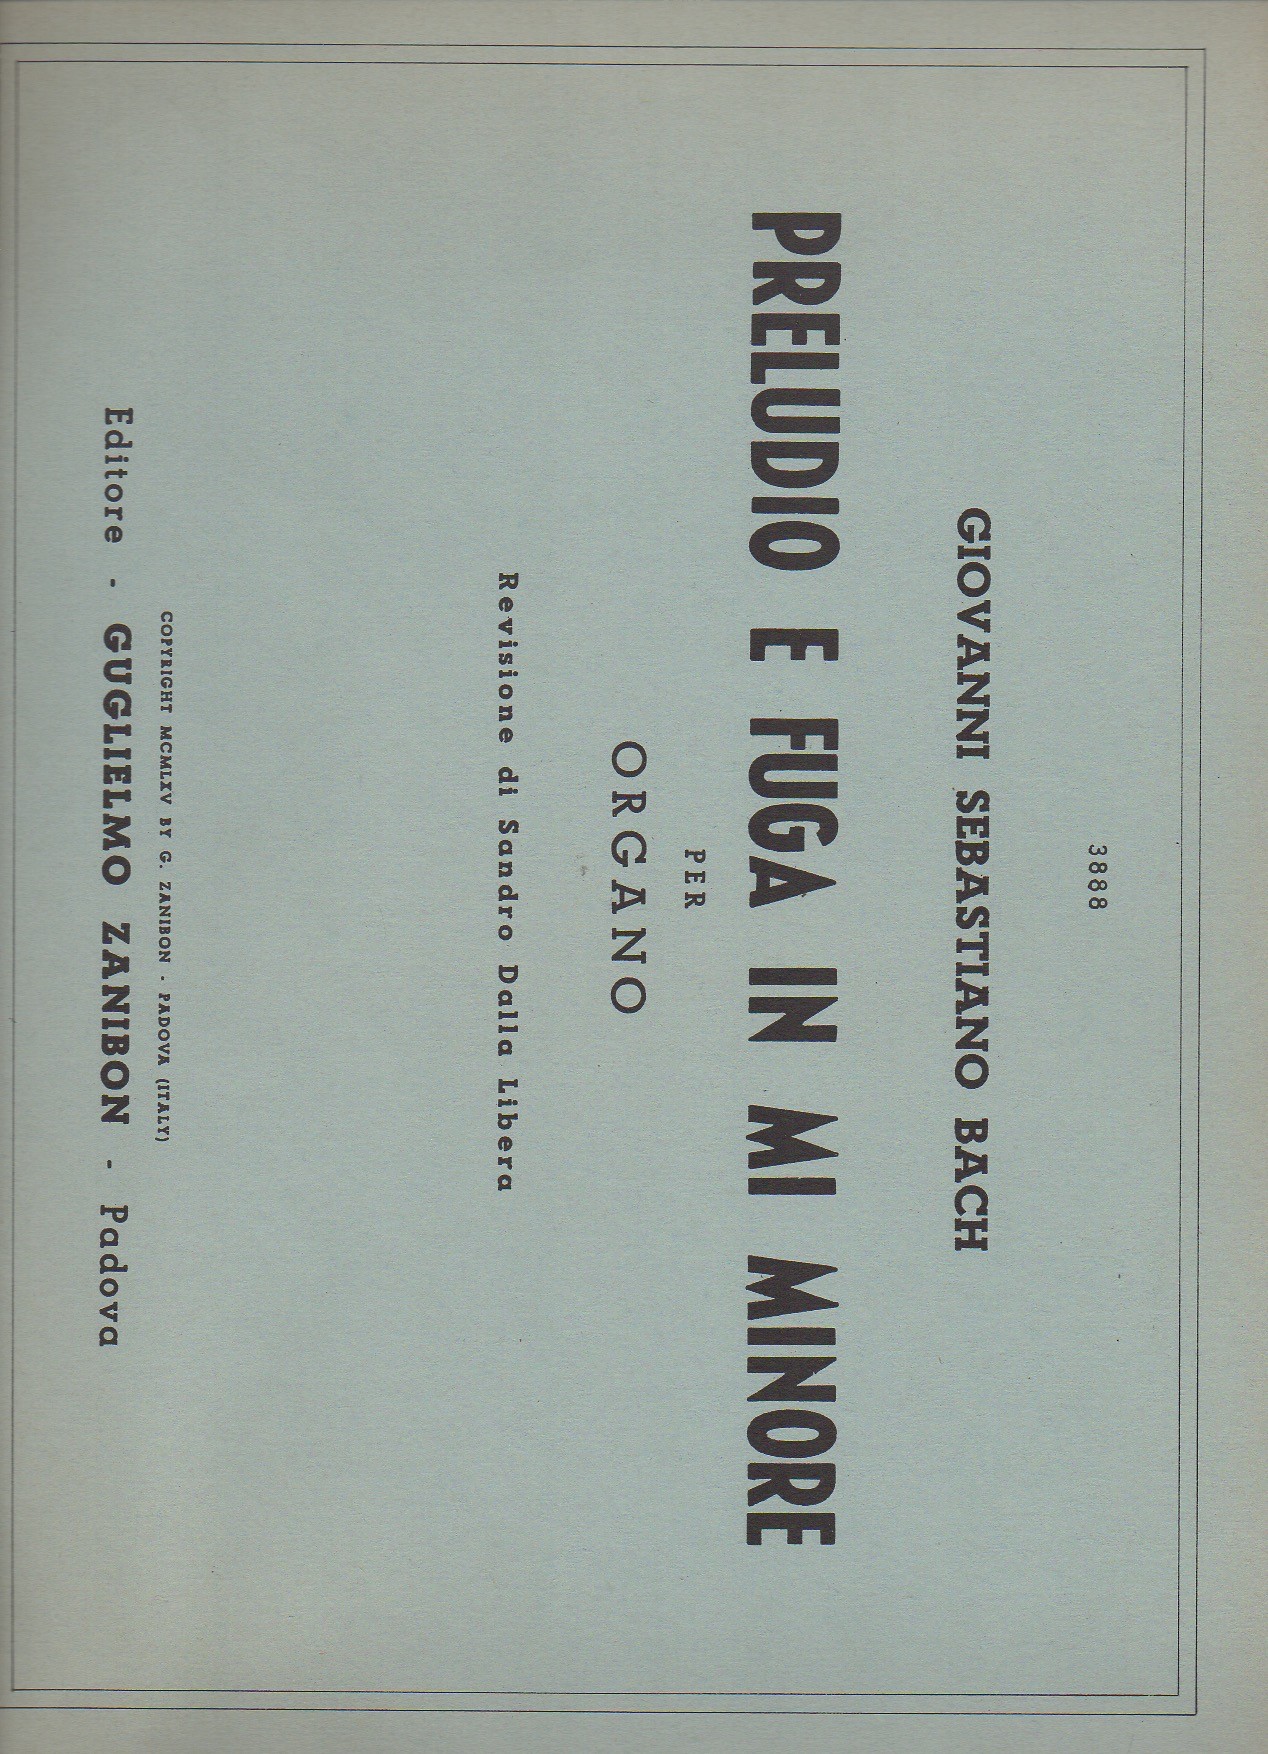 3888
GIOVANNI SEBASTIANO BACH
PRELUDIO E FUGA IN MI MINORE
PER
ORGANO
Revisione di Sandro Dalla Libera
COPYRIGHT MCMLXV BY G. ZANIBON - PADOVA (ITALY)
Editore - GUGLIELMO ZANIBON - Padova